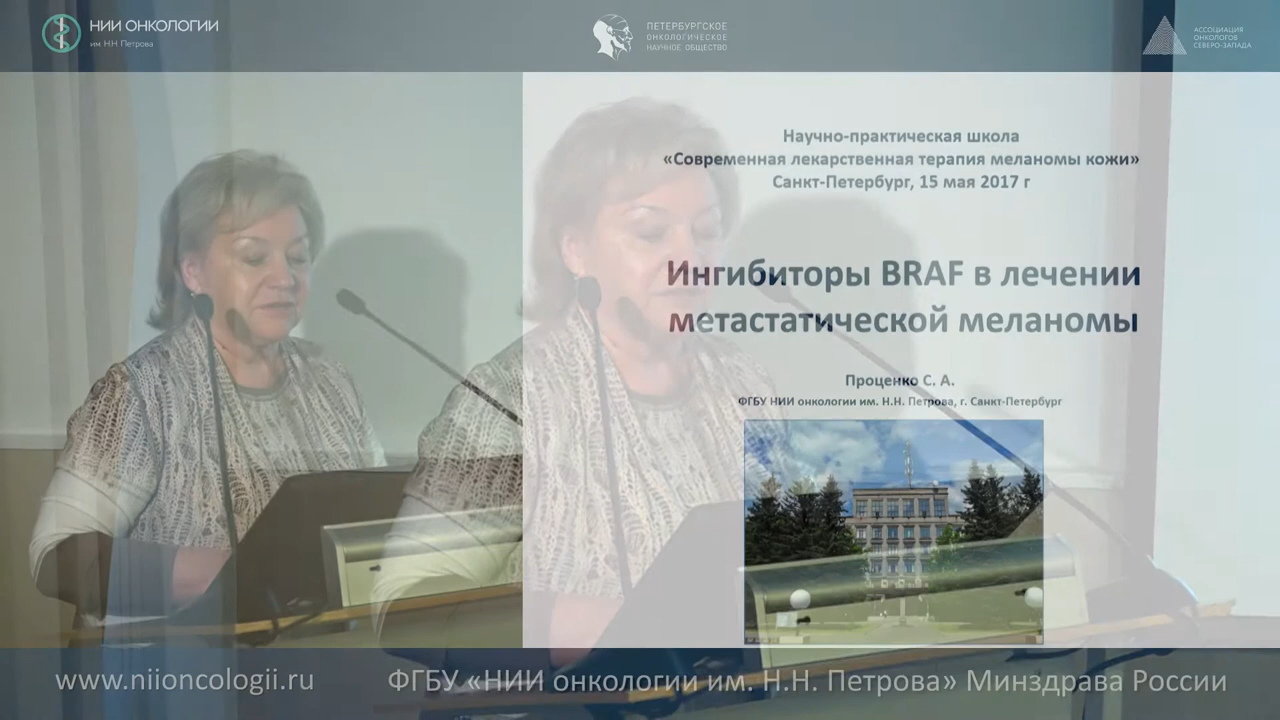 НИИ ОНКОЛОГИИ
им. Н.Н. Петрова
ПЕТЕРБУРГСКОЕ
ОНКОЛОГИЧЕСКОЕ
НАУЧНОЕ ОБЩЕСТВО
АССОЦИАЦИЯ
ОНКОЛОГОВ
СЕВЕРО-ЗАПАДА
Научно-практическая школа
«Современная лекарственная терапия меланомы кожи»
Санкт-Петербург, 15 мая 2017 г
Ингибиторы BRAF в лечении
метастатической меланомы
Проценко С. А.
ФГБУ НИИ онкологии им. Н.Н. Петрова, г. Санкт-Петербург
www.niioncologii.ru
ФГБУ «НИИ онкологии им. Н.Н. Петрова» Минздрава России